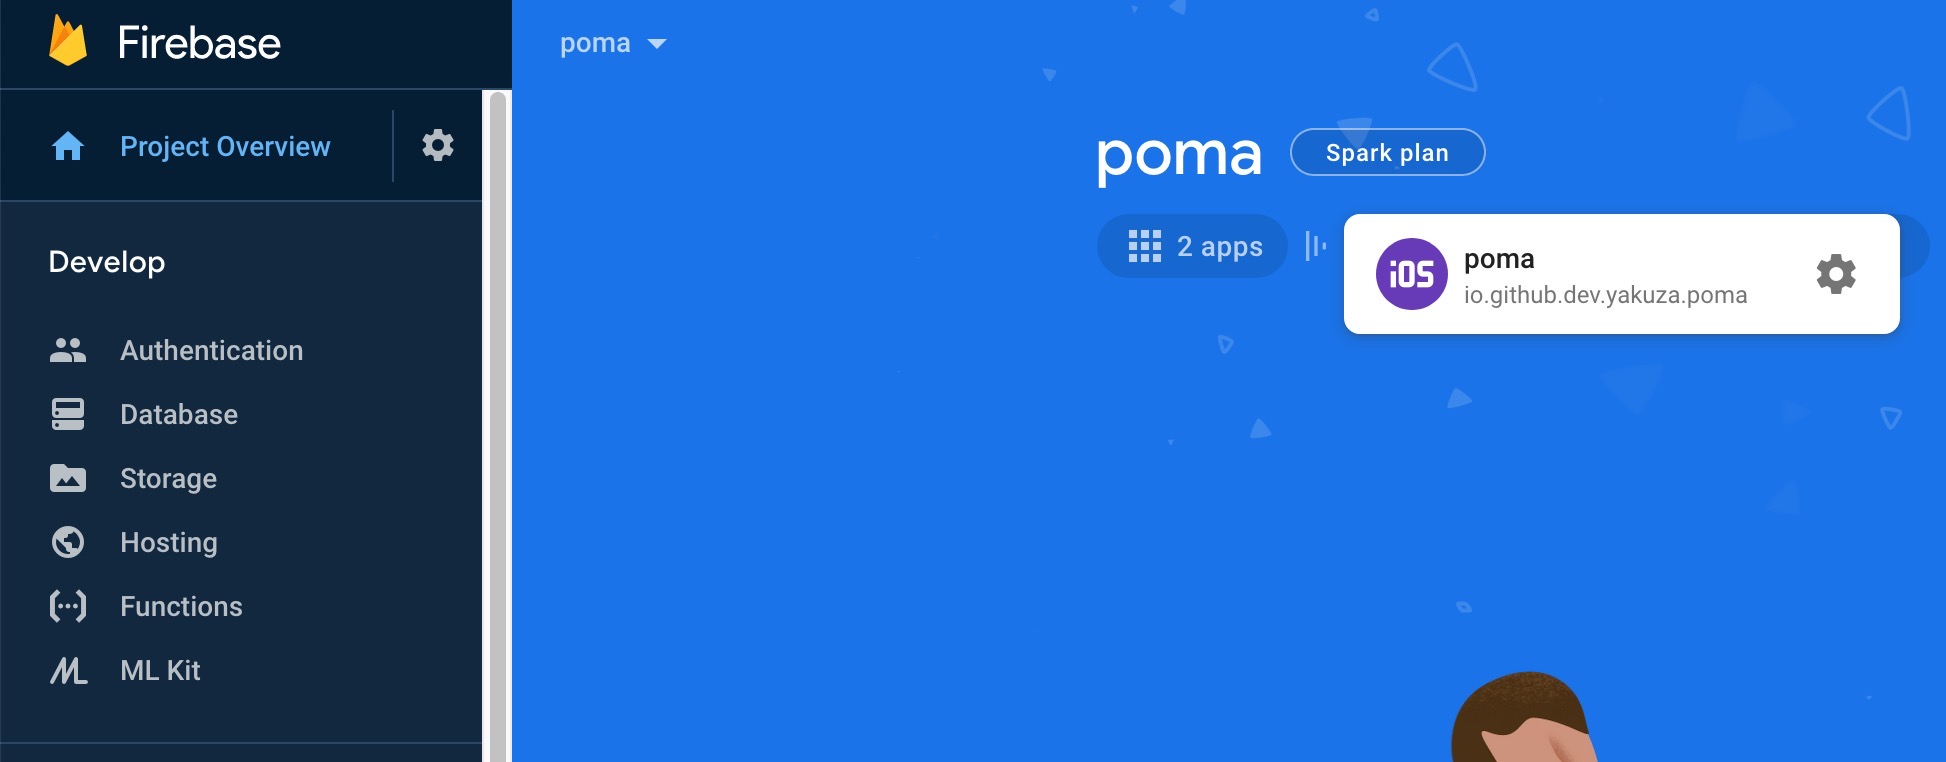 Firebase
Project Overview
Develop
Authentication
Database
Storage
Hosting
Functions
ML Kit
poma
poma
Spark plan
2 apps
iOS
poma
io.github.dev.yakuza.poma